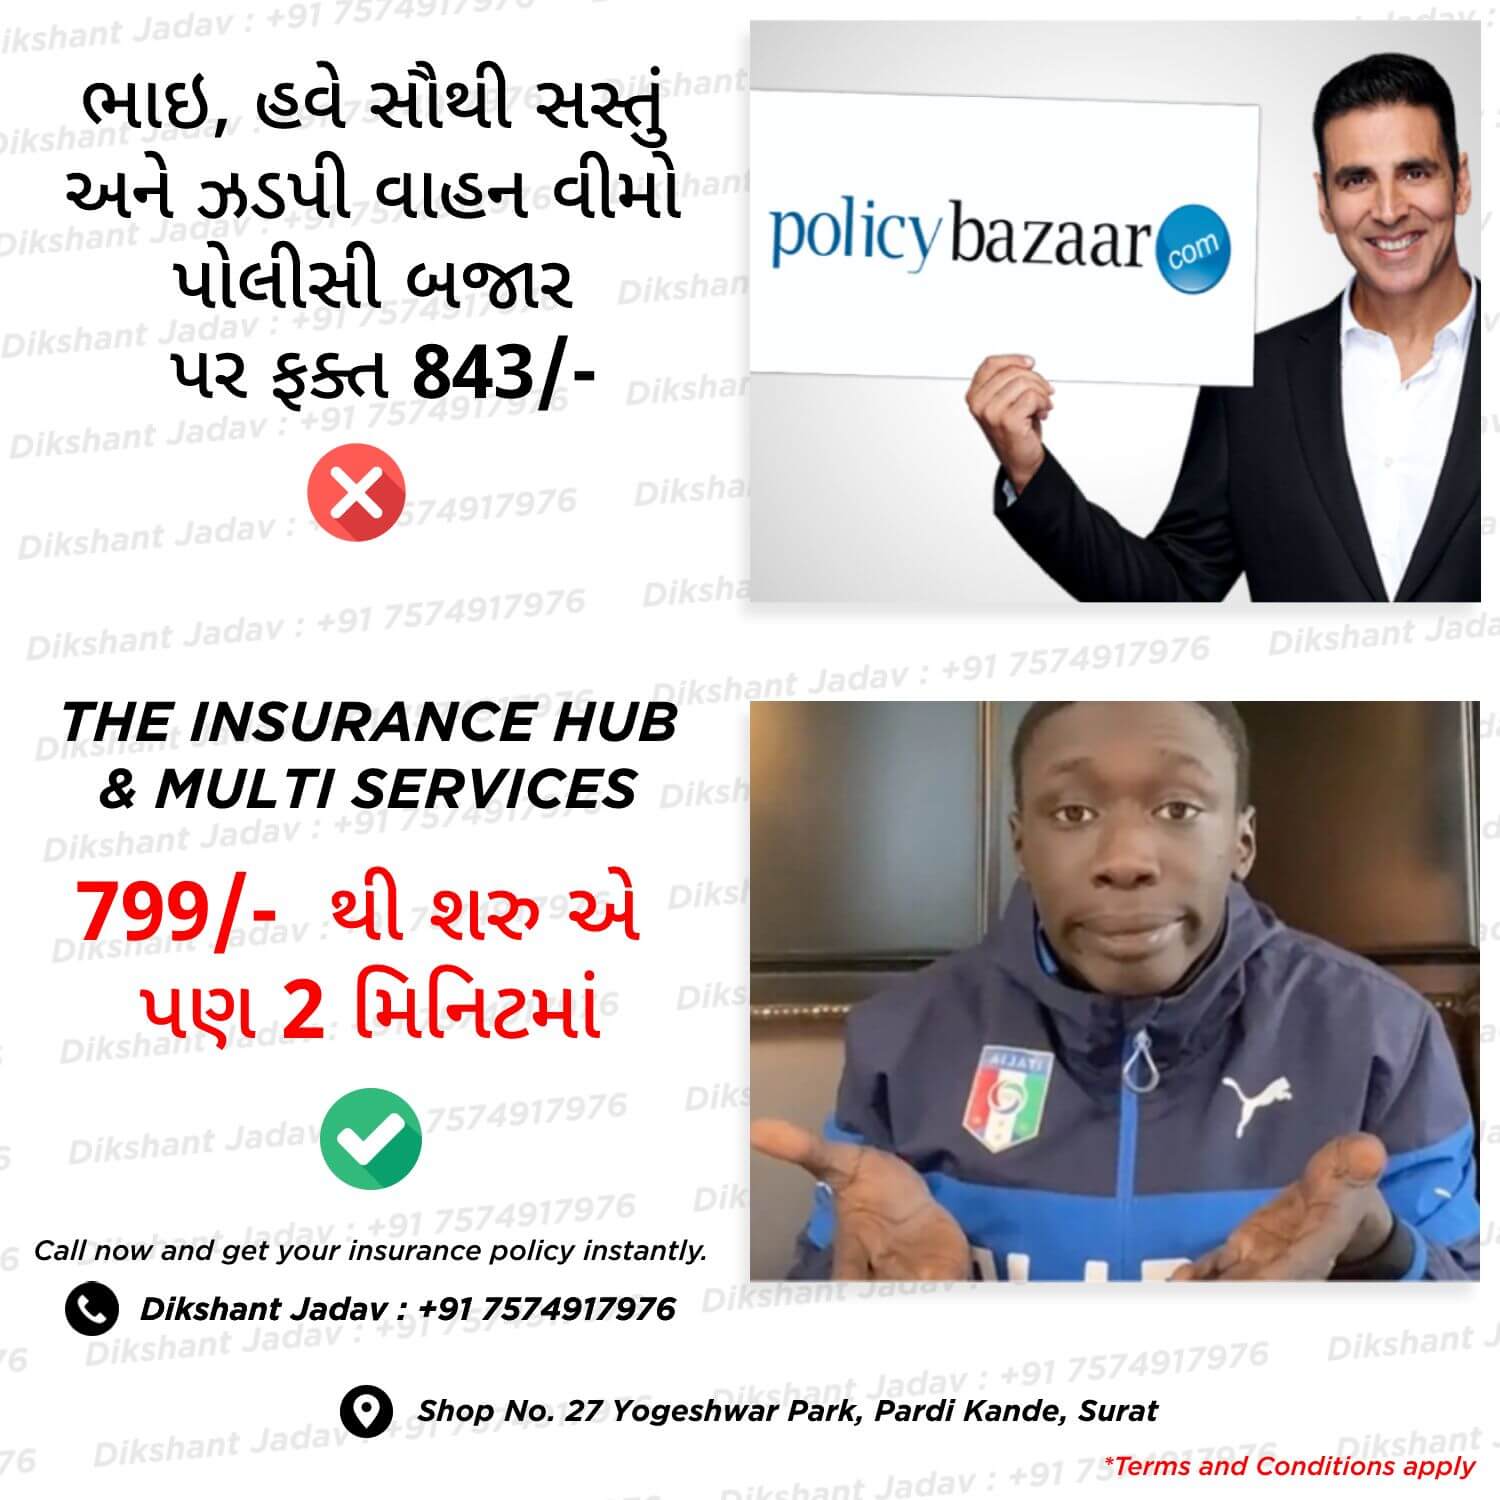 ભાઇ, હવે સૌથી સસ્તું
અને ઝડપી વાહન વીમો
પોલીસી બજાર
પર ફક્ત 843/-
policybazaar.com
THE INSURANCE HUB
& MULTI SERVICES
799/- થી શરુ એ
પણ 2 મિનિટમાં
ITALIA
Call now and get your insurance policy instantly.
Dikshant Jadav : +91 7574917976
Shop No. 27 Yogeshwar Park, Pardi Kande, Surat
*Terms and Conditions apply